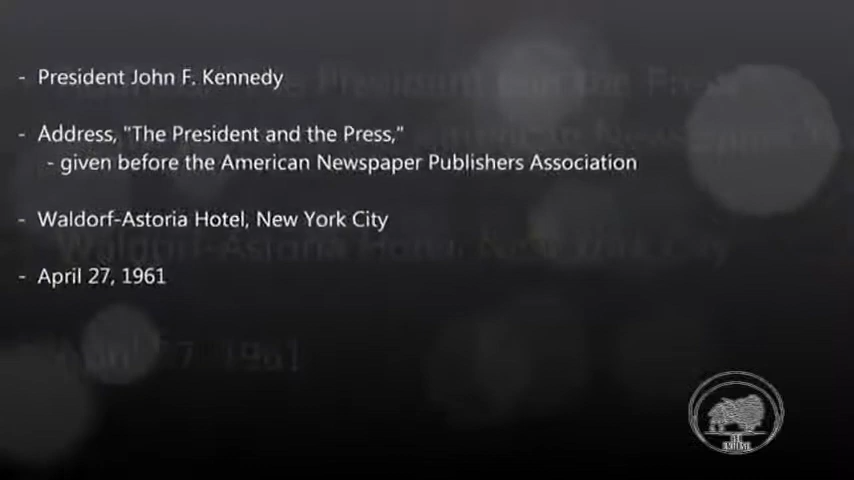 - President John F. Kennedy
- Address, "The President and the Press,"
- given before the American Newspaper Publishers Association
- Waldorf-Astoria Hotel, New York City
- April 27, 1961